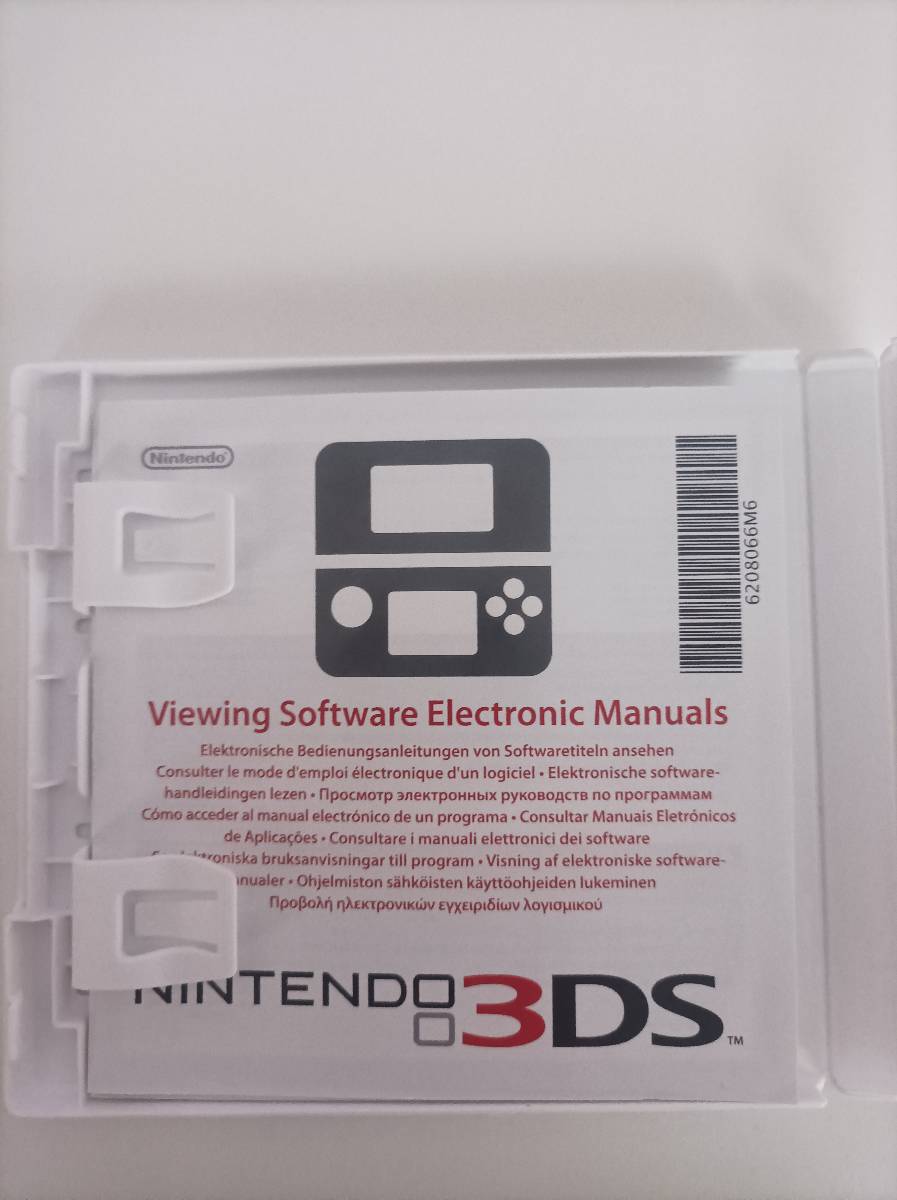 Nintendo®
6208066M6
Viewing Software Electronic Manuals
Elektronische Bedienungsanleitungen von Softwaretiteln ansehen
Consulter le mode d'emploi électronique d'un logiciel • Elektronische software-
handleidingen lezen • Просмотр электронных руководств по программам
Cómo acceder al manual electrónico de un programa • Consultar Manuais Eletrónicos
de Aplicações • Consultare i manuali elettronici dei software
bruksanvisningar till program • Visning af elektroniske software-
Ohjelmiston sähköisten käyttöohjeiden lukeminen
Προβολή ηλεκτρονικών εγχειριδίων λογισμικού
NINTENDO 3DS™